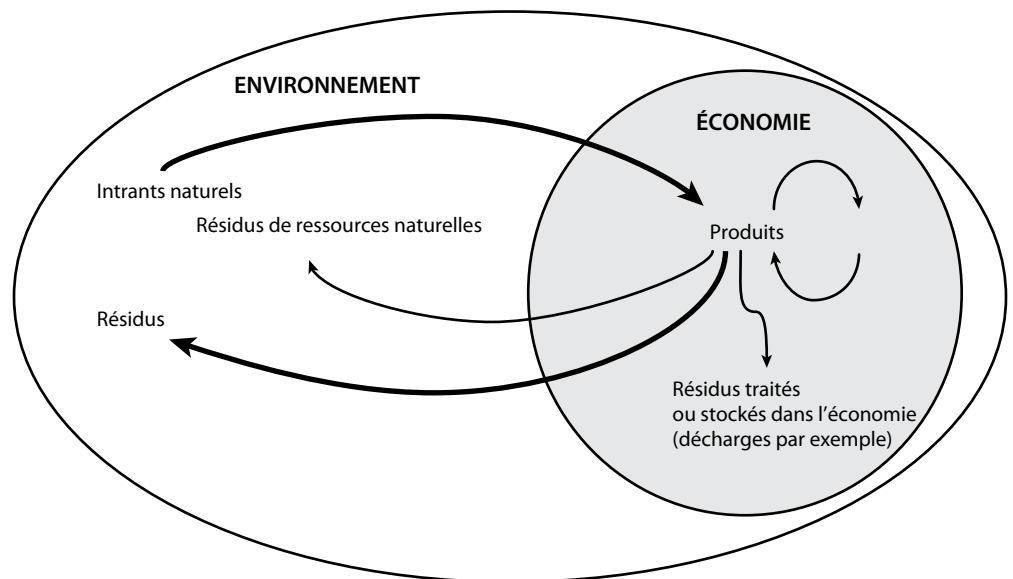 ENVIRONNEMENT
ÉCONOMIE
Intrants naturels
Résidus de ressources naturelles
Produits
Résidus
Résidus traités
ou stockés dans l'économie
(décharges par exemple)